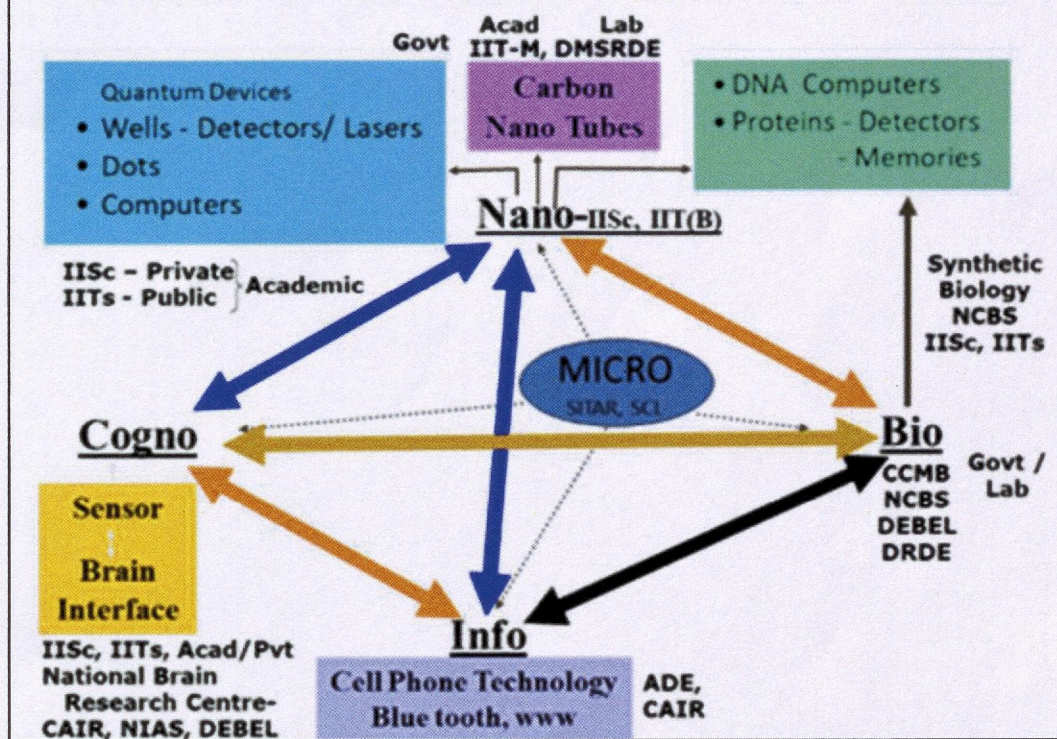 Govt
Acad Lab
IIT-M, DMSRDE
Quantum Devices
• Wells - Detectors/ Lasers
• Dots
• Computers
Carbon
Nano Tubes
• DNA Computers
• Proteins - Detectors
- Memories
Nano-IISc, IIT(B)
IISc – Private
IITs - Public
Academic
Synthetic
Biology
NCBS
IISc, IITs
MICRO
SITAR, SCL
Cogno
Bio
Govt /
Lab
CCMB
NCBS
DEBEL
DRDE
Sensor
Brain
Interface
IISc, IITs, Acad/Pvt
National Brain
Research Centre-
CAIR, NIAS, DEBEL
Info
Cell Phone Technology
Blue tooth, www
ADE,
CAIR